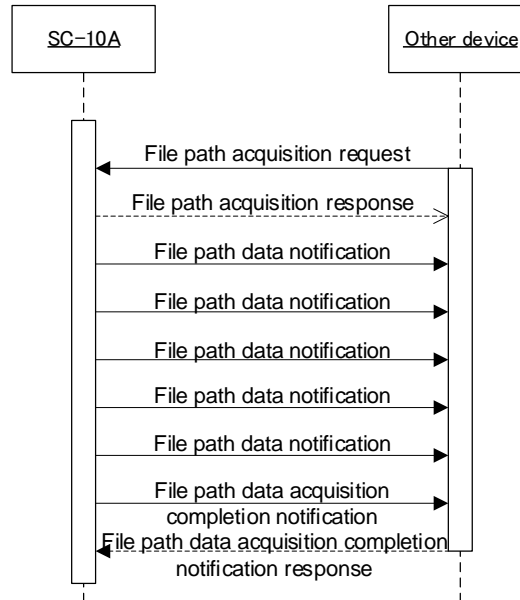 SC-10A
Other device
File path acquisition request
File path acquisition response
File path data notification
File path data notification
File path data notification
File path data notification
File path data notification
File path data acquisition
completion notification
File path data acquisition completion
notification response